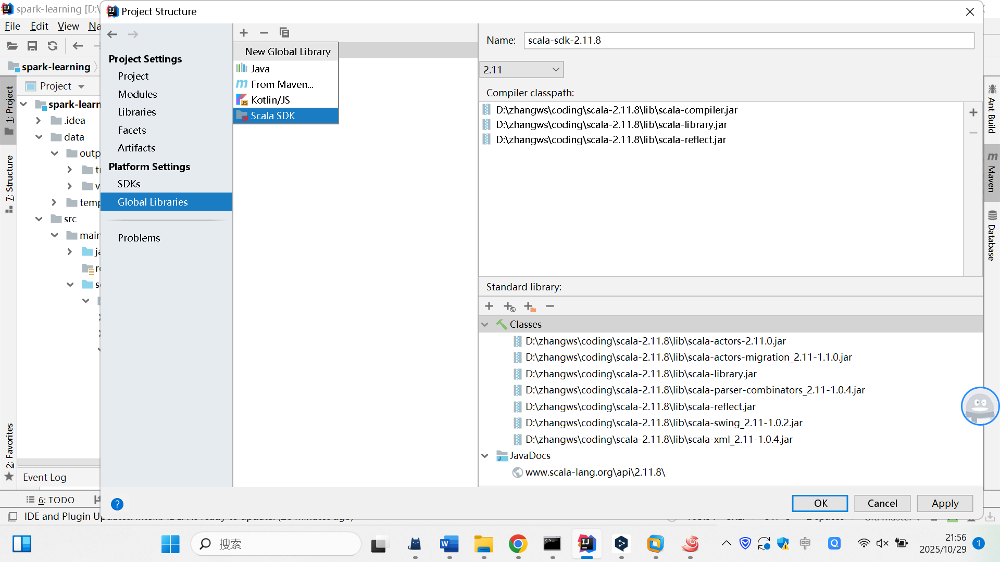 spark-learning [D:\
Project Structure
File Edit View Na
spark-learning
Project
1: Project
7: Structure
2: Favorites
spark-learn
.idea
data
outp
temp
src
main
Event Log
6: TODO
Project Settings
Project
Modules
Libraries
Facets
Artifacts
Platform Settings
SDKs
Global Libraries
Problems
New Global Library
Java
From Maven...
Kotlin/JS
Scala SDK
Name: scala-sdk-2.11.8
2.11
Compiler classpath:
D:\zhangws\coding\scala-2.11.8\lib\scala-compiler.jar
D:\zhangws\coding\scala-2.11.8\lib\scala-library.jar
D:\zhangws\coding\scala-2.11.8\lib\scala-reflect.jar
Standard library:
Classes
D:\zhangws\coding\scala-2.11.8\lib\scala-actors-2.11.0.jar
D:\zhangws\coding\scala-2.11.8\lib\scala-actors-migration_2.11-1.1.0.jar
D:\zhangws\coding\scala-2.11.8\lib\scala-library.jar
D:\zhangws\coding\scala-2.11.8\lib\scala-parser-combinators_2.11-1.0.4.jar
D:\zhangws\coding\scala-2.11.8\lib\scala-reflect.jar
D:\zhangws\coding\scala-2.11.8\lib\scala-swing_2.11-1.0.2.jar
D:\zhangws\coding\scala-2.11.8\lib\scala-xml_2.11-1.0.4.jar
JavaDocs
www.scala-lang.org\api\2.11.8\
OK Cancel Apply
Ant Build
Maven
Database
IDE and Plugin
搜索
中
21:56
2025/10/29
1